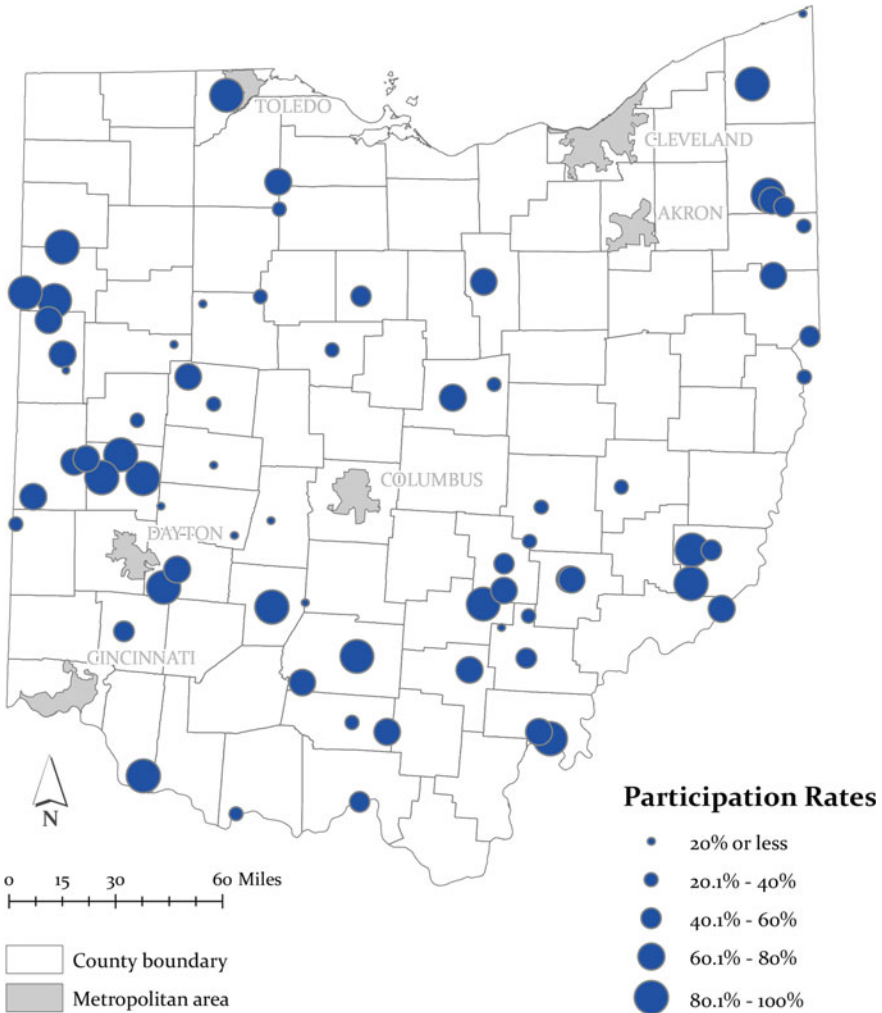 TOLEDO
CLEVELAND
AKRON
COLUMBUS
DAYTON
GINCINNATI
N
0 15 30 60 Miles
County boundary
Metropolitan area
Participation Rates
20% or less
20.1% - 40%
40.1% - 60%
60.1% - 80%
80.1% - 100%